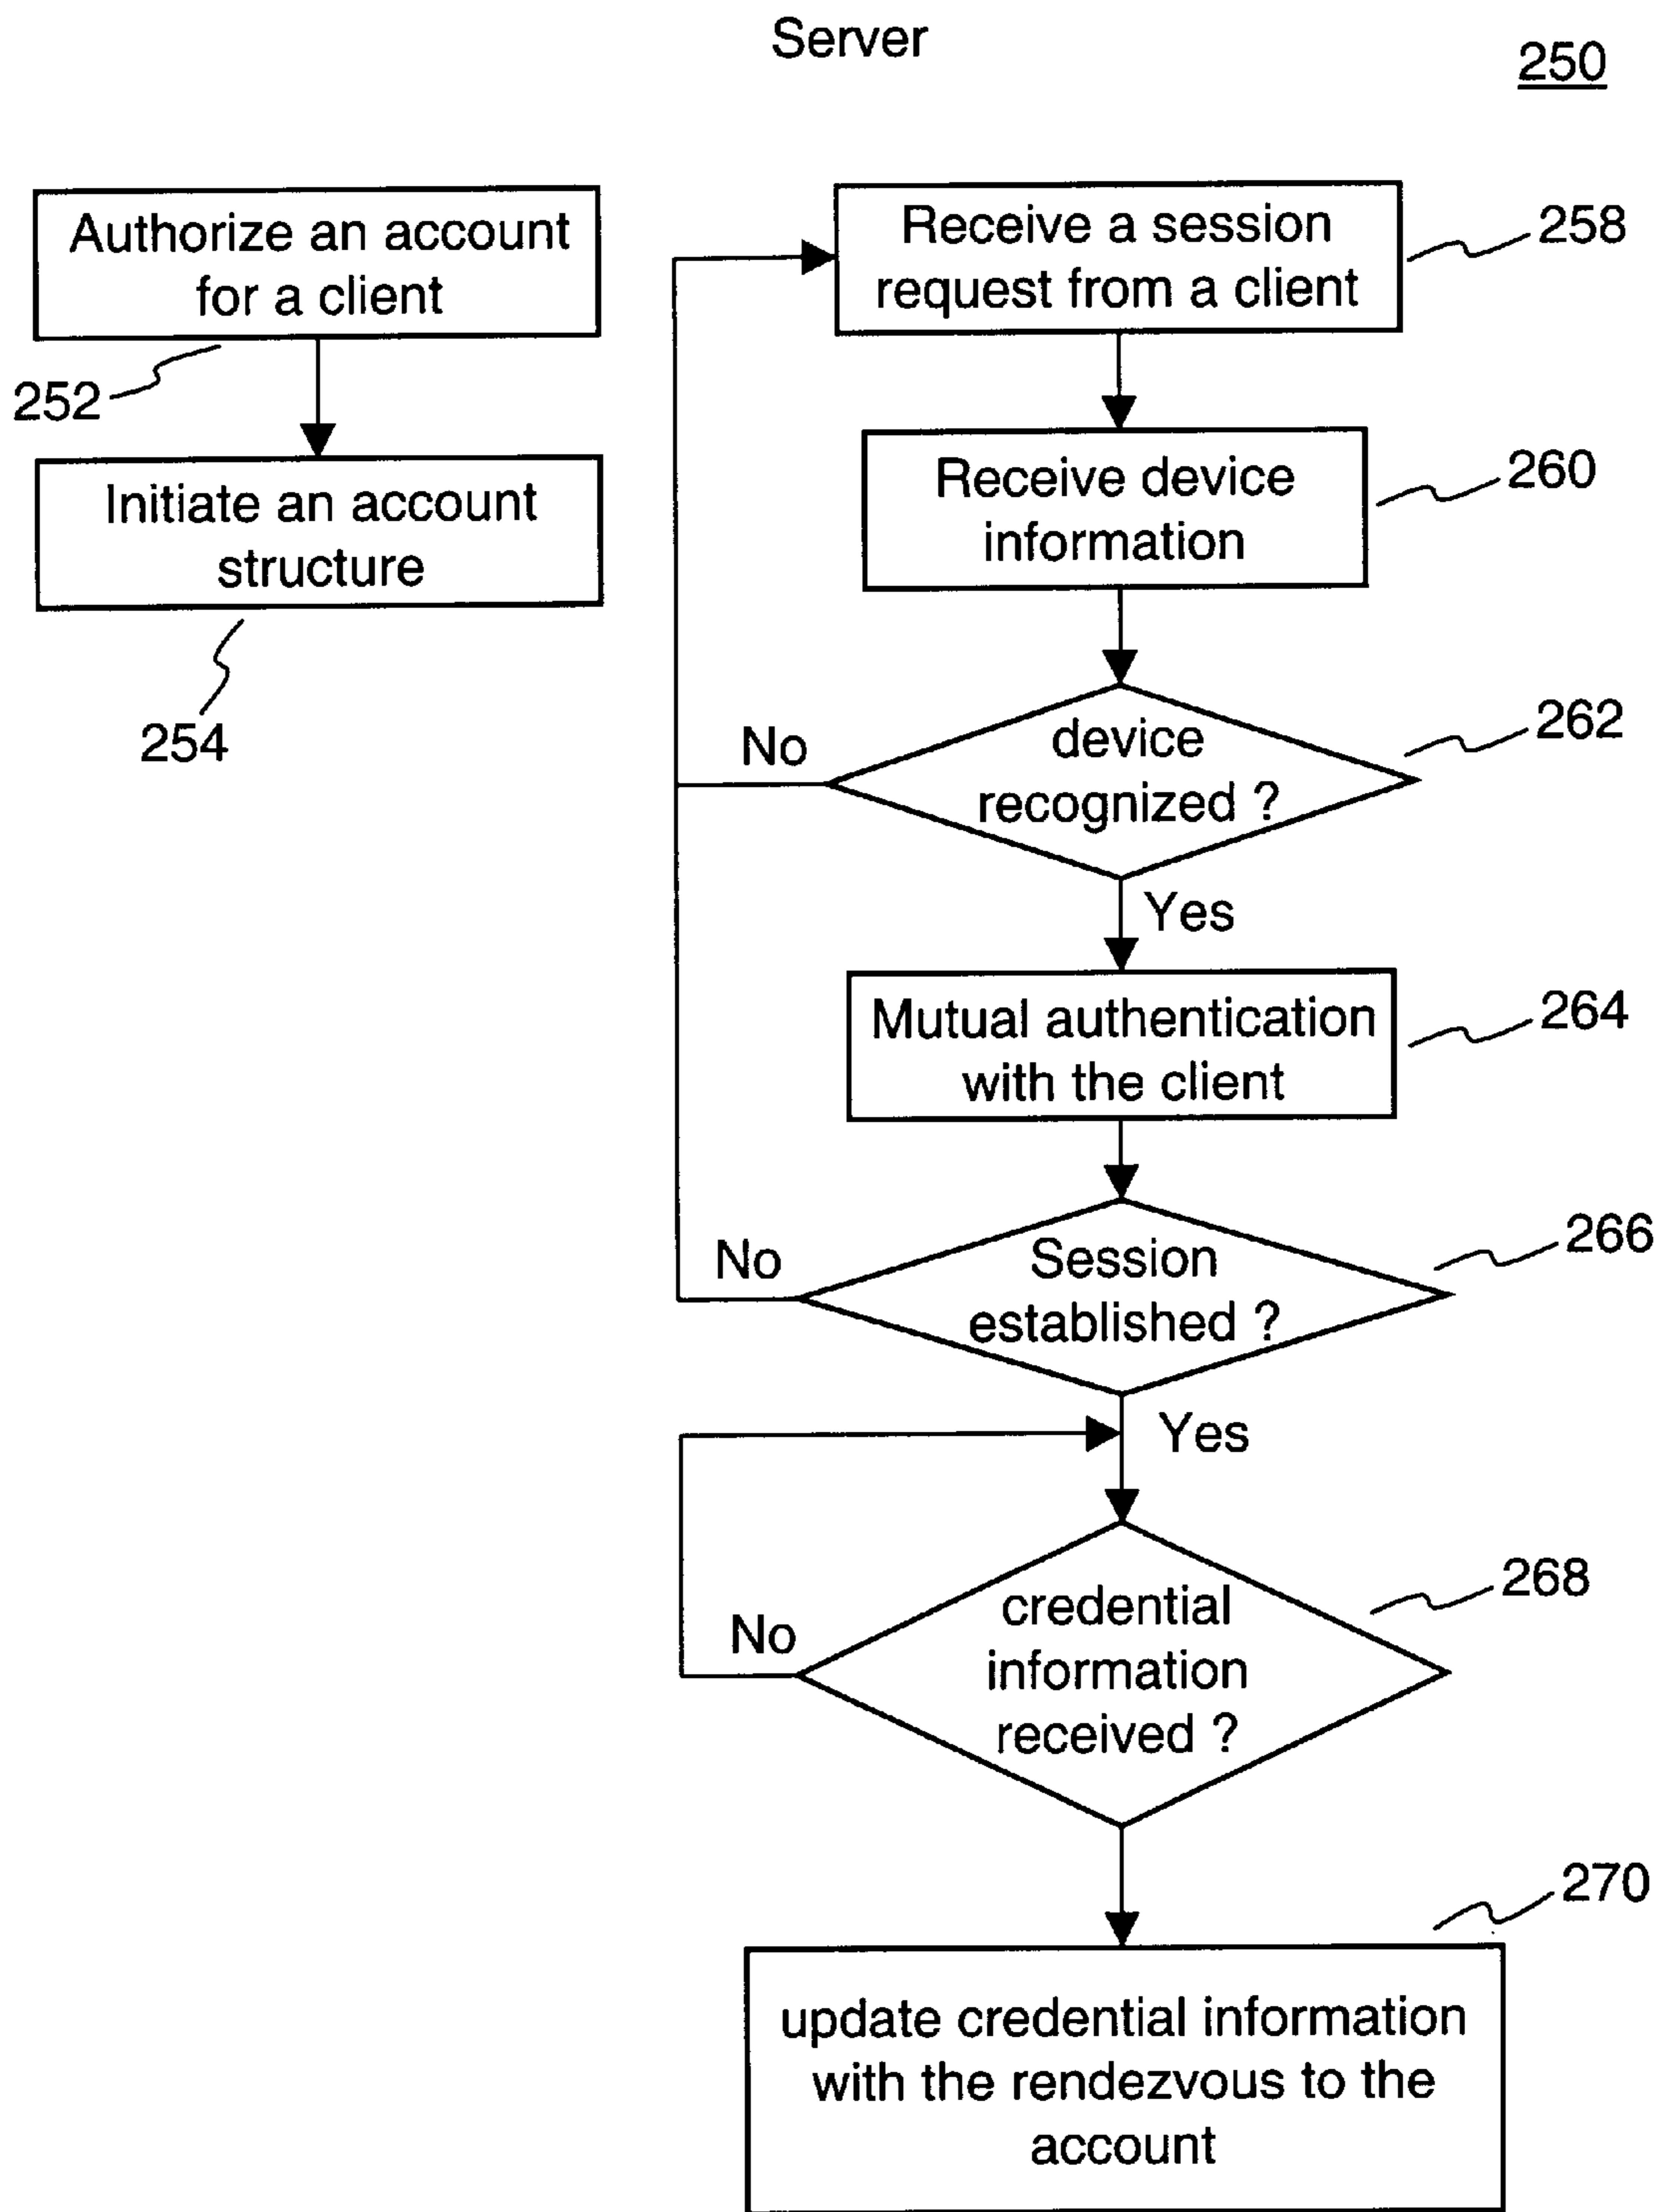 Server
250
Authorize an account
for a client
252
Initiate an account
structure
254
Receive a session
request from a client
258
Receive device
information
260
device
recognized ?
262
No
Yes
Mutual authentication
with the client
264
Session
established ?
266
No
Yes
credential
information
received ?
268
No
update credential information
with the rendezvous to the
account
270